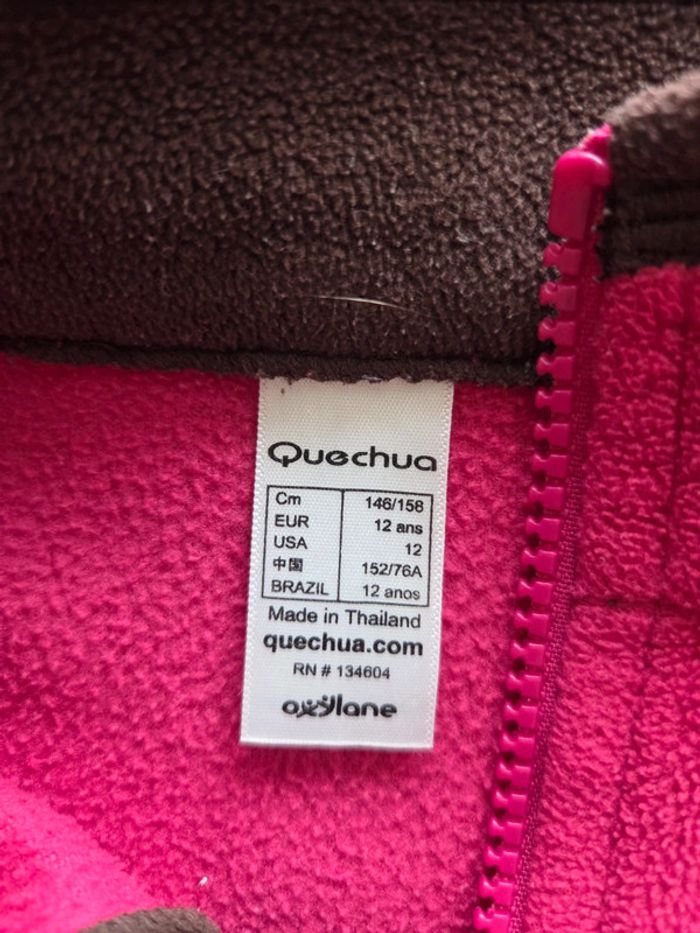 Quechua
Cm 146/158
EUR 12 ans
USA 12
中国 152/76A
BRAZIL 12 anos
Made in Thailand
quechua.com
RN # 134604
oxylane